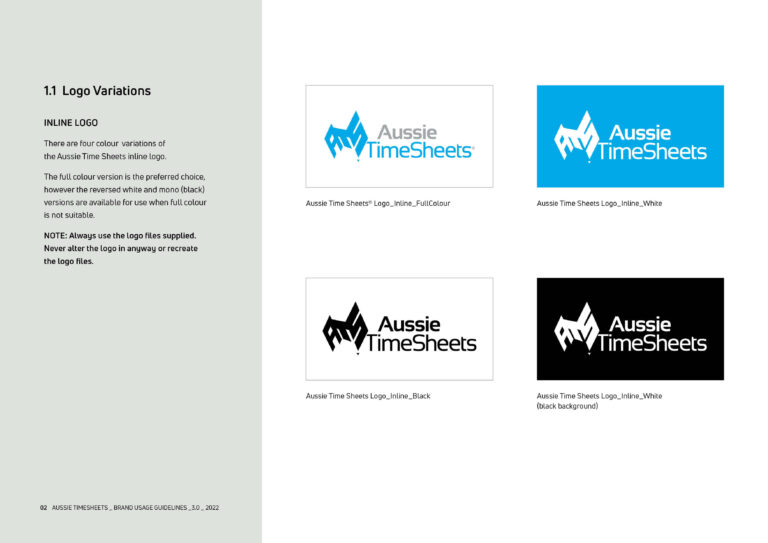 1.1 Logo Variations
INLINE LOGO
There are four colour variations of
the Aussie Time Sheets inline logo.
The full colour version is the preferred choice,
however the reversed white and mono (black)
versions are available for use when full colour
is not suitable.
NOTE: Always use the logo files supplied.
Never alter the logo in anyway or recreate
the logo files.
Aussie
TimeSheets®
Aussie Time Sheets® Logo_Inline_FullColour
Aussie
TimeSheets
Aussie Time Sheets Logo_Inline_White
Aussie
TimeSheets
Aussie Time Sheets Logo_Inline_Black
Aussie
TimeSheets
Aussie Time Sheets Logo_Inline_White
(black background)
02 AUSSIE TIMESHEETS _ BRAND USAGE GUIDELINES _3.0 _ 2022